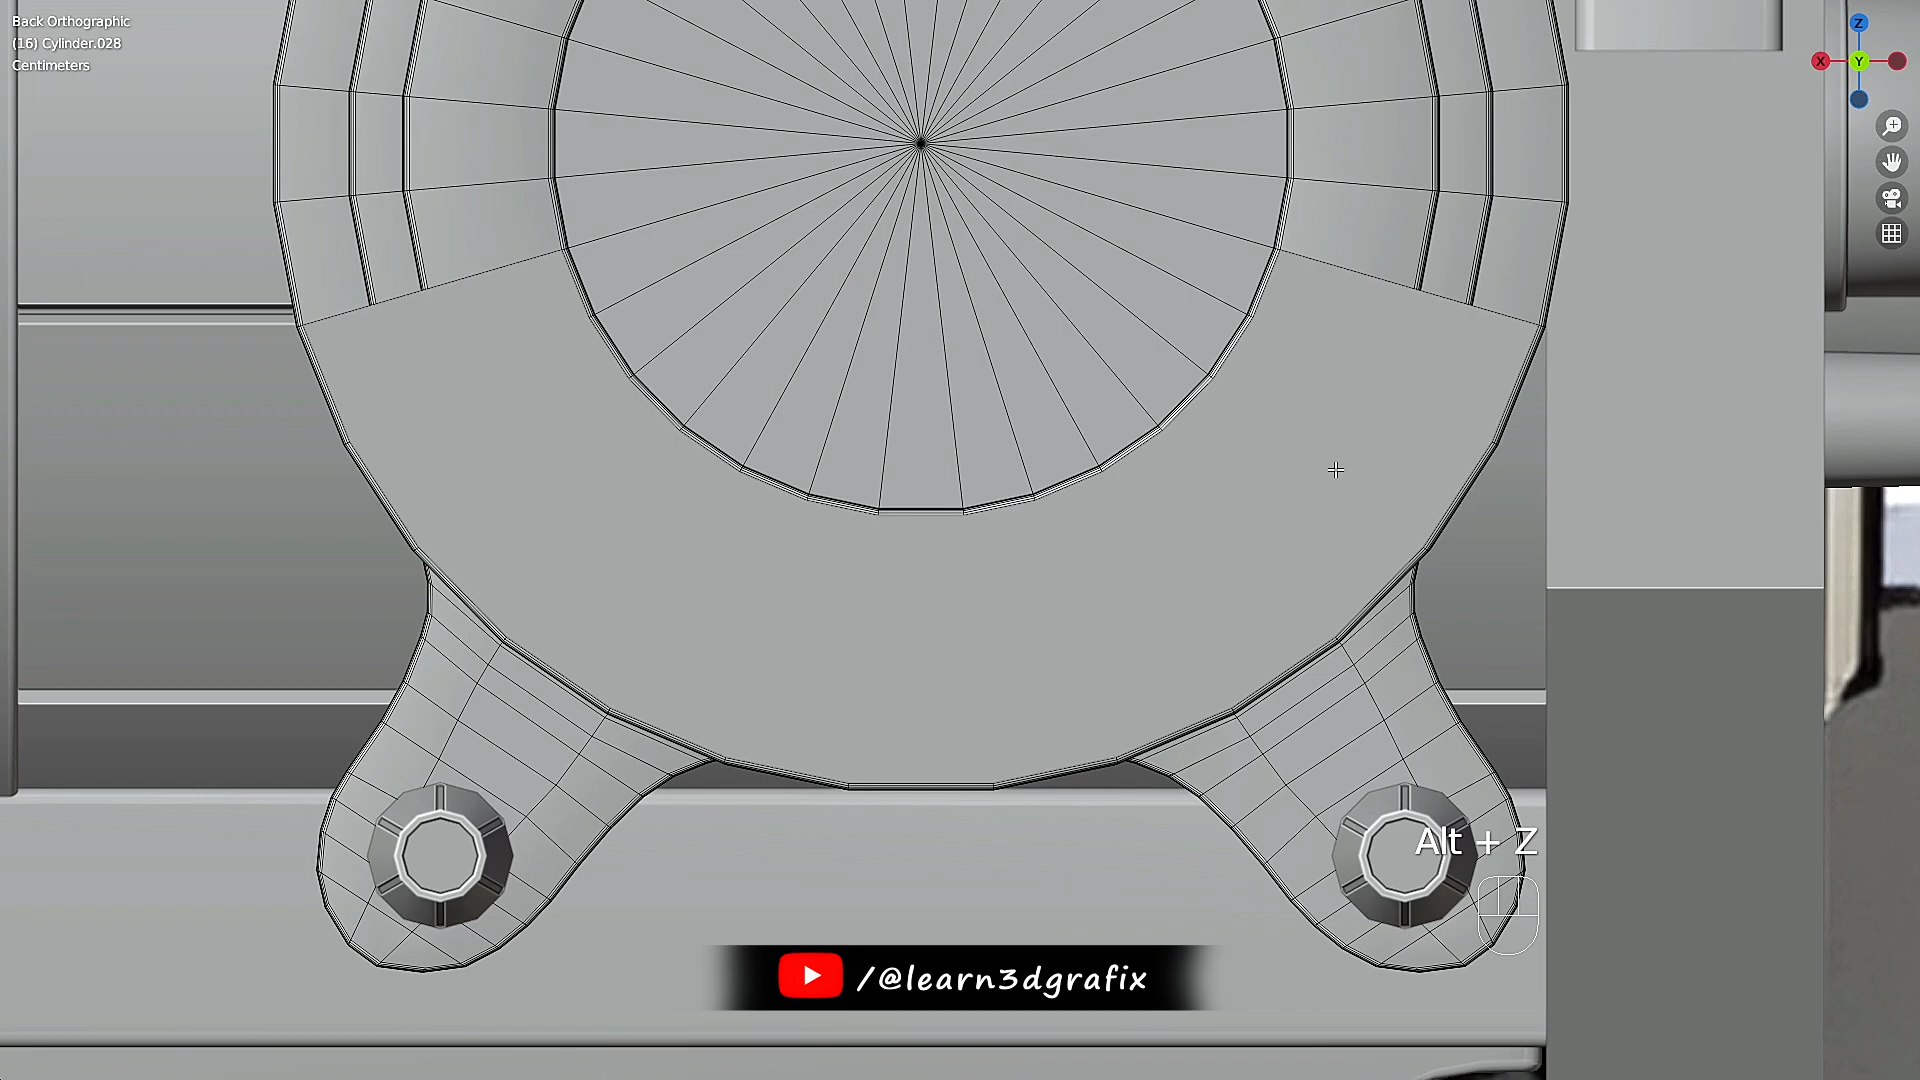 Back Orthographic
(16) Cylinder.028
Centimeters
Z
X
Y
Alt + Z
/@learn3dgrafix